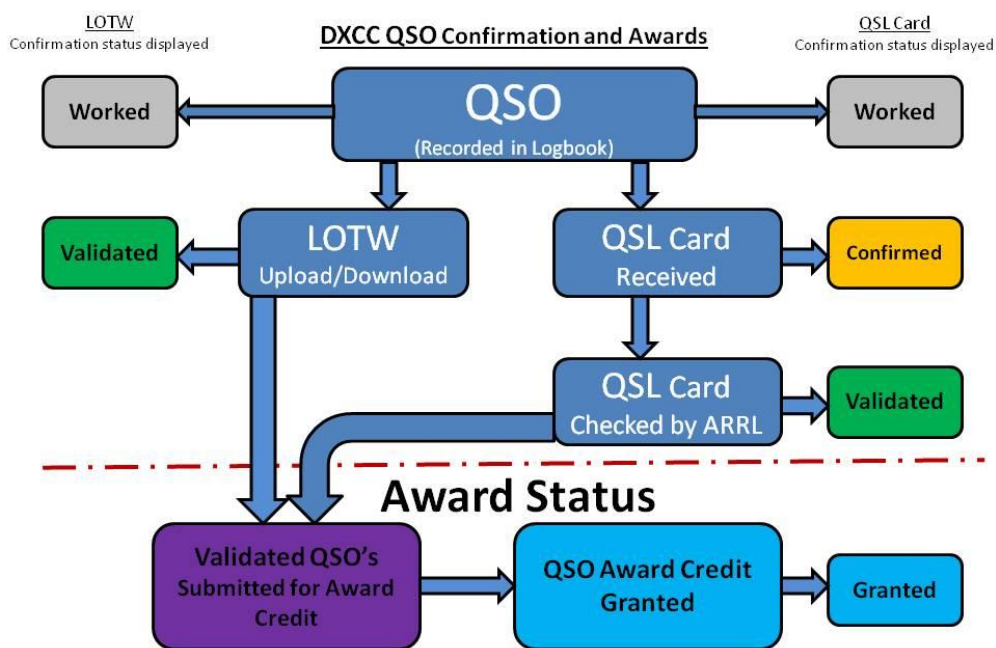 LOTW
Confirmation status displayed
DXCC QSO Confirmation and Awards
QSL Card
Confirmation status displayed
Worked
QSO
(Recorded in Logbook)
Worked
Validated
LOTW
Upload/Download
QSL Card
Received
Confirmed
QSL Card
Checked by ARRL
Validated
Award Status
Validated QSO's
Submitted for Award
Credit
QSO Award Credit
Granted
Granted